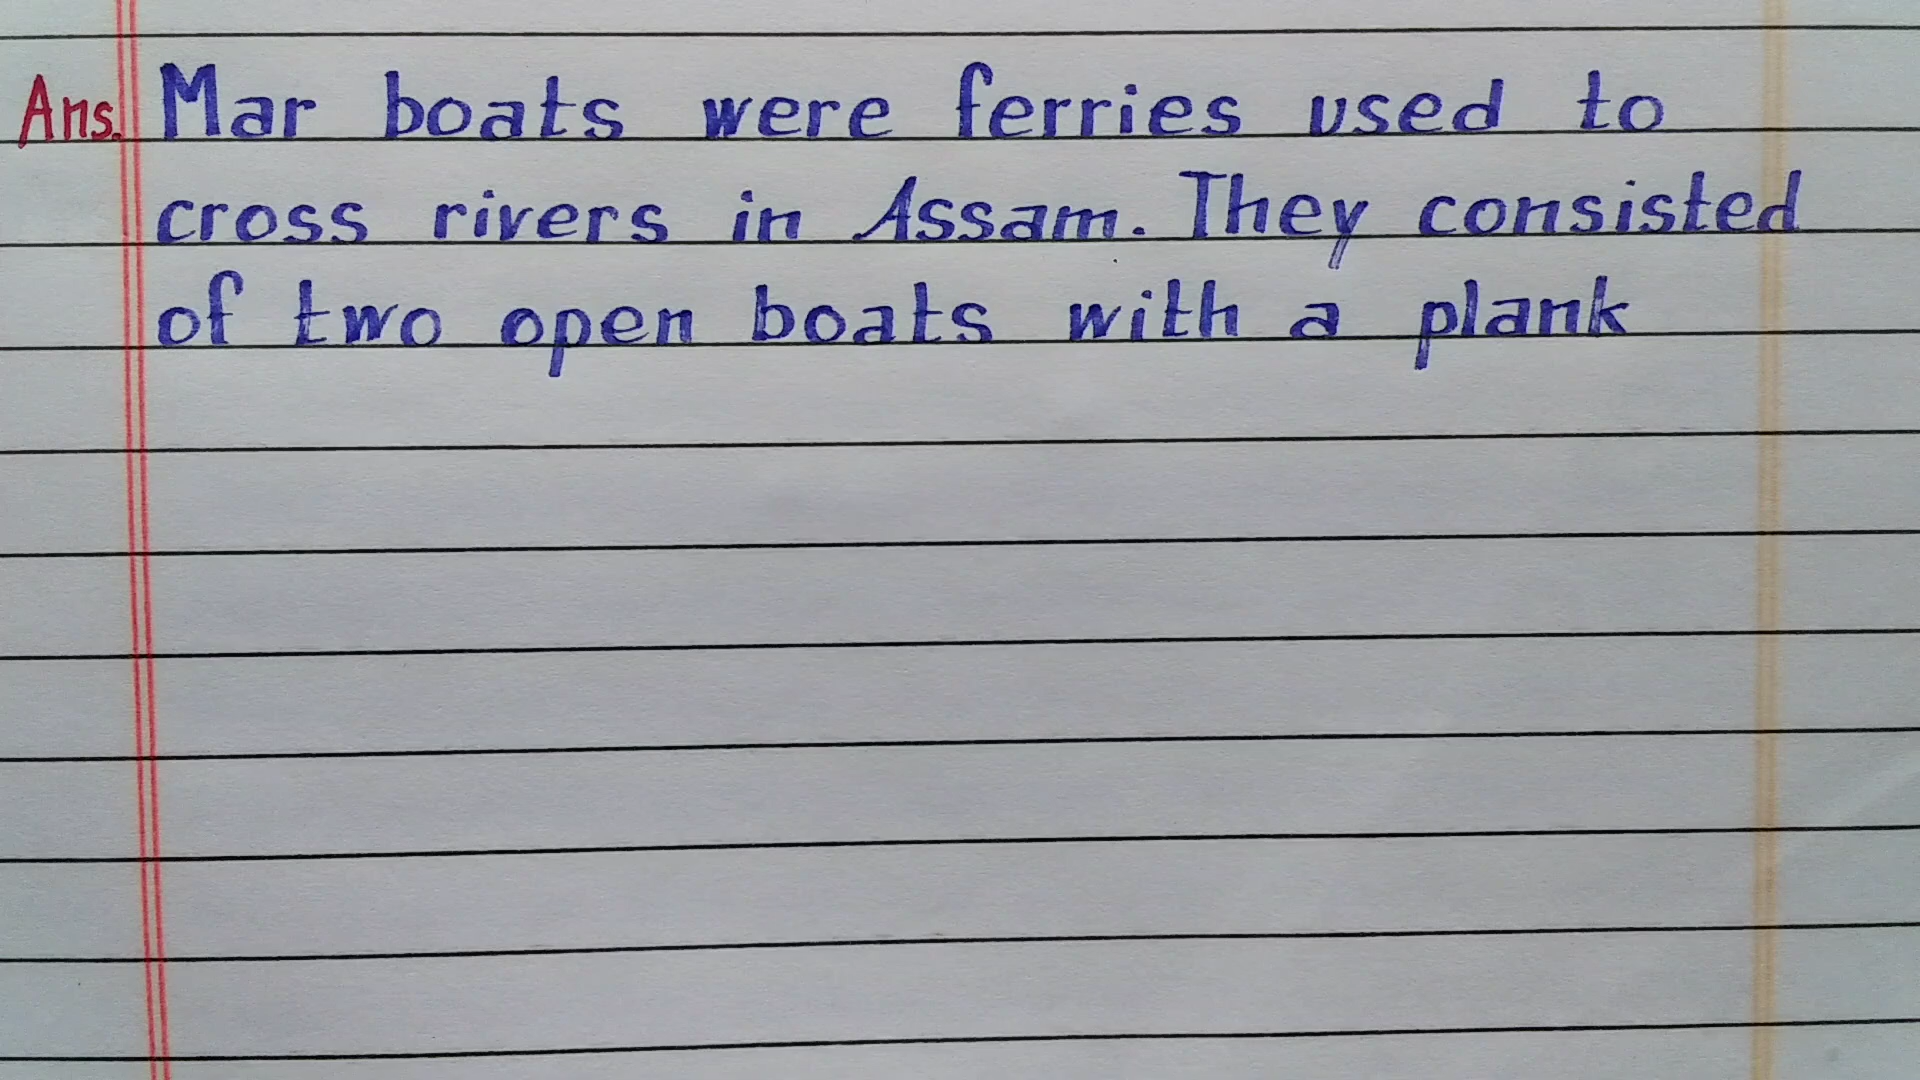 Ans. Mar boats were ferries used to
cross rivers in Assam. They consisted
of two open boats with a plank